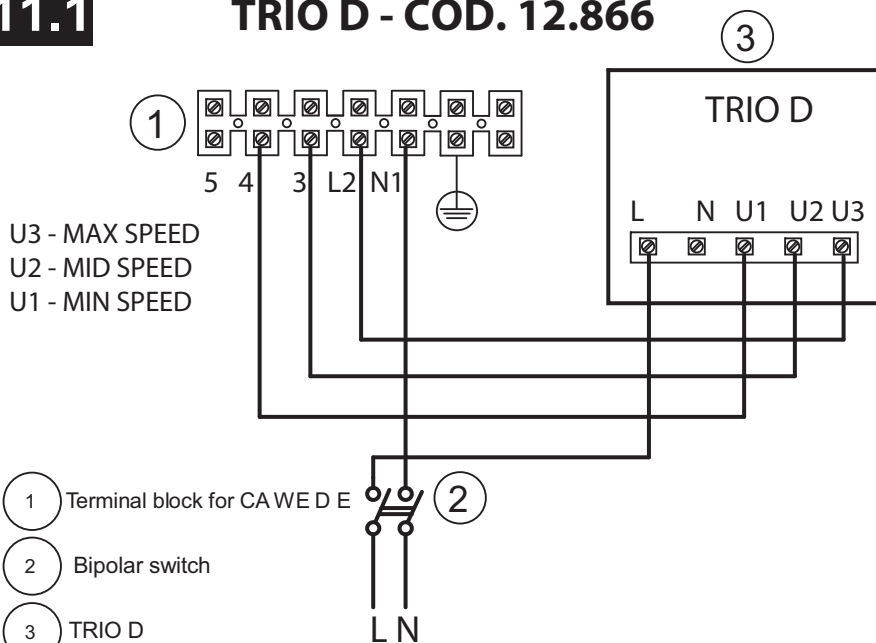 11.1
TRIO D - COD. 12.866
3
1
TRIO D
5 4 3 L2 N1
L N U1 U2 U3
U3 - MAX SPEED
U2 - MID SPEED
U1 - MIN SPEED
1 Terminal block for CA WE D E
2
2 Bipolar switch
3 TRIO D
L N